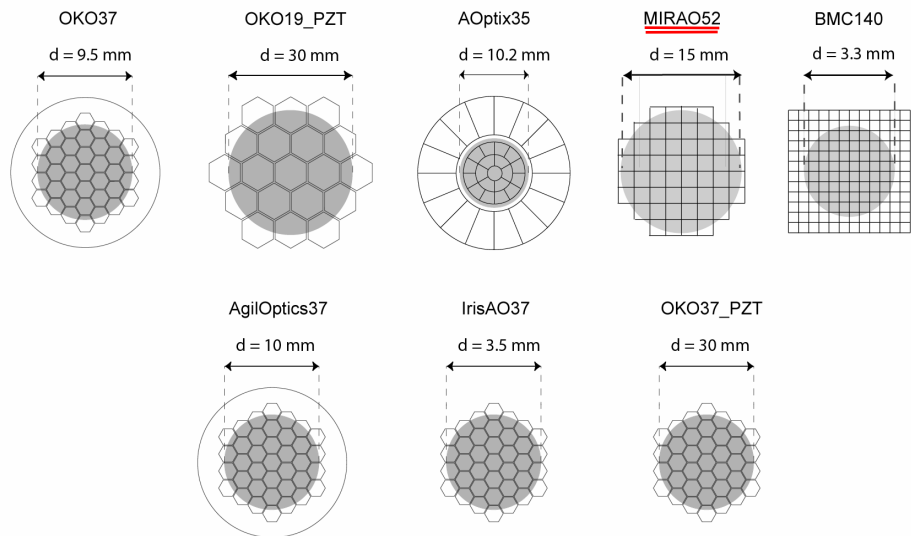 OKO37
OKO19_PZT
AOptix35
MIRAO52
BMC140
d = 9.5 mm
d = 30 mm
d = 10.2 mm
d = 15 mm
d = 3.3 mm
AgilOptics37
IrisAO37
OKO37_PZT
d = 10 mm
d = 3.5 mm
d = 30 mm